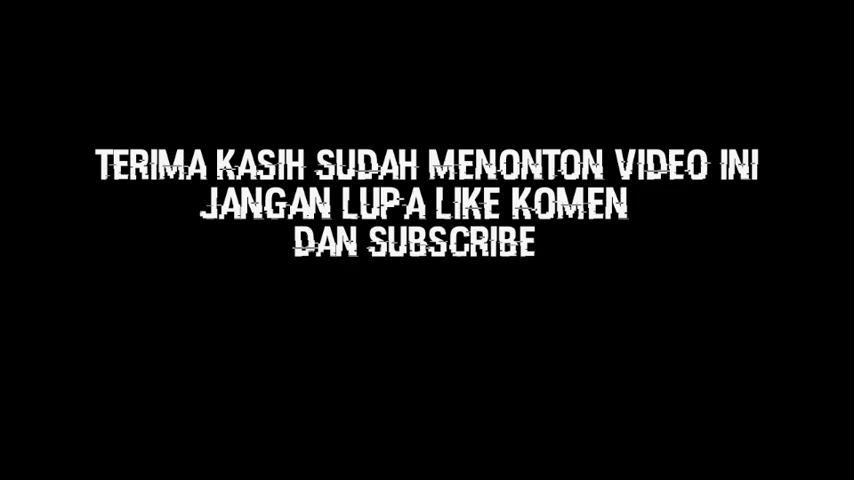 TERIMA KASIH SUDAH MENONTON VIDEO INI
JANGAN LUPA LIKE KOMEN
DAN SUBSCRIBE